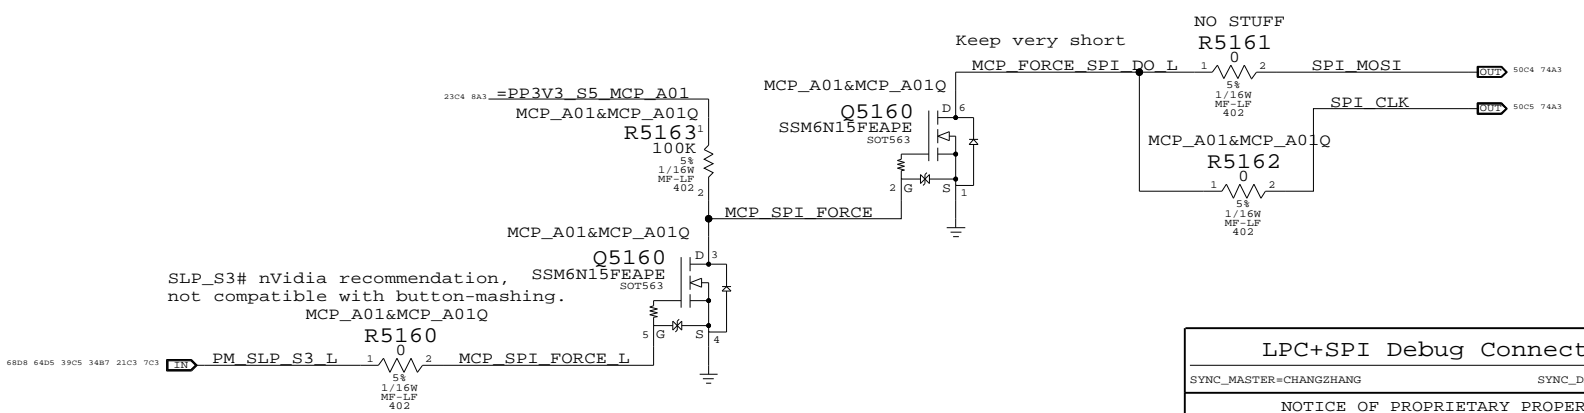 NO STUFF
R5161
0
1 2
5%
1/16W
MF-LF
402
Keep very short
MCP_FORCE_SPI_DO_L
SPI_MOSI
OUT 50C4 74A3
SPI_CLK
OUT 50C5 74A3
MCP_A01&MCP_A01Q
R5162
0
1 2
5%
1/16W
MF-LF
402
MCP_A01&MCP_A01Q
Q5160
SSM6N15FEAPE
SOT563
D 6
2 G S 1
23C4 8A3 =PP3V3_S5_MCP_A01
MCP_A01&MCP_A01Q
R5163 1
100K
5%
1/16W
MF-LF
402 2
MCP_SPI_FORCE
MCP_A01&MCP_A01Q
Q5160
SSM6N15FEAPE
SOT563
D 3
5 G S 4
SLP_S3# nVidia recommendation,
not compatible with button-mashing.
MCP_A01&MCP_A01Q
R5160
0
1 2
5%
1/16W
MF-LF
402
68D8 64D5 39C5 34B7 21C3 7C3 IN PM_SLP_S3_L
MCP_SPI_FORCE_L
LPC+SPI Debug Connect
SYNC_MASTER=CHANGZHANG SYNC_D
NOTICE OF PROPRIETARY PROPER